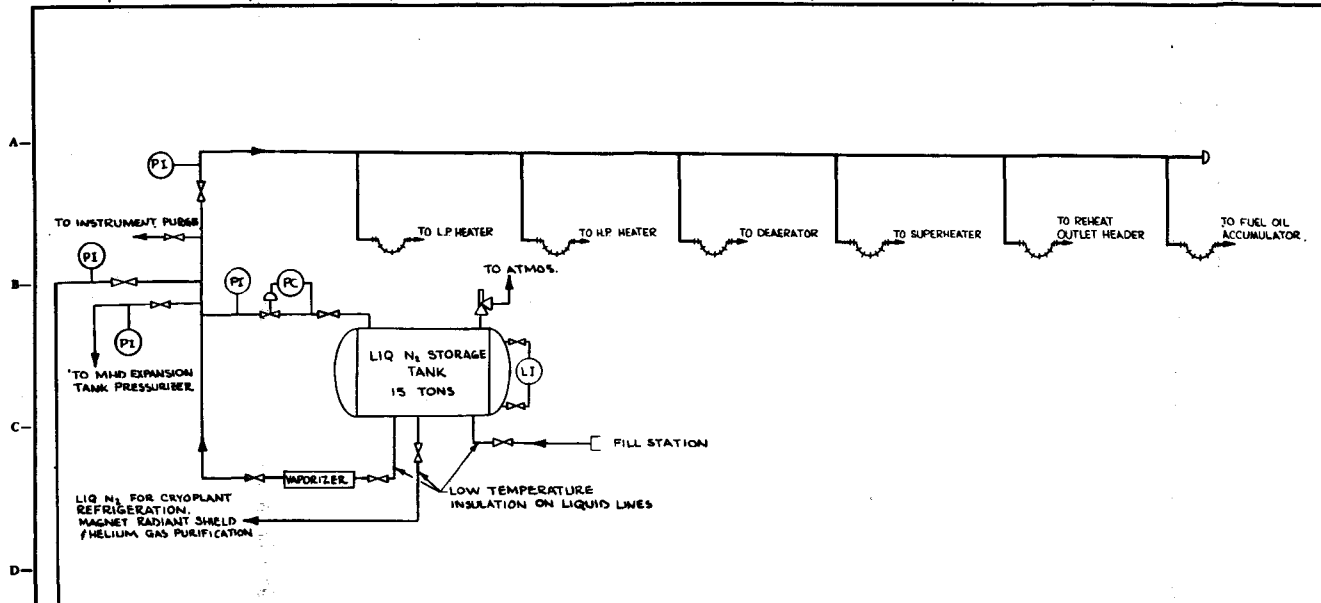 A
PI
TO INSTRUMENT PURGE
TO L.P HEATER
TO H.P. HEATER
TO DEAERATOR
TO SUPERHEATER
TO REHEAT
OUTLET HEADER
TO FUEL OIL
ACCUMULATOR
PI
B
PI
PC
TO ATMOS.
PI
TO MHD EXPANSION
TANK PRESSURIZER
LIQ N₂ STORAGE
TANK
15 TONS
LI
C
FILL STATION
VAPORIZER
LOW TEMPERATURE
INSULATION ON LIQUID LINES
LIQ N₂ FOR CRYOPLANT
REFRIGERATION.
MAGNET RADIANT SHIELD
/HELIUM GAS PURIFICATION
D